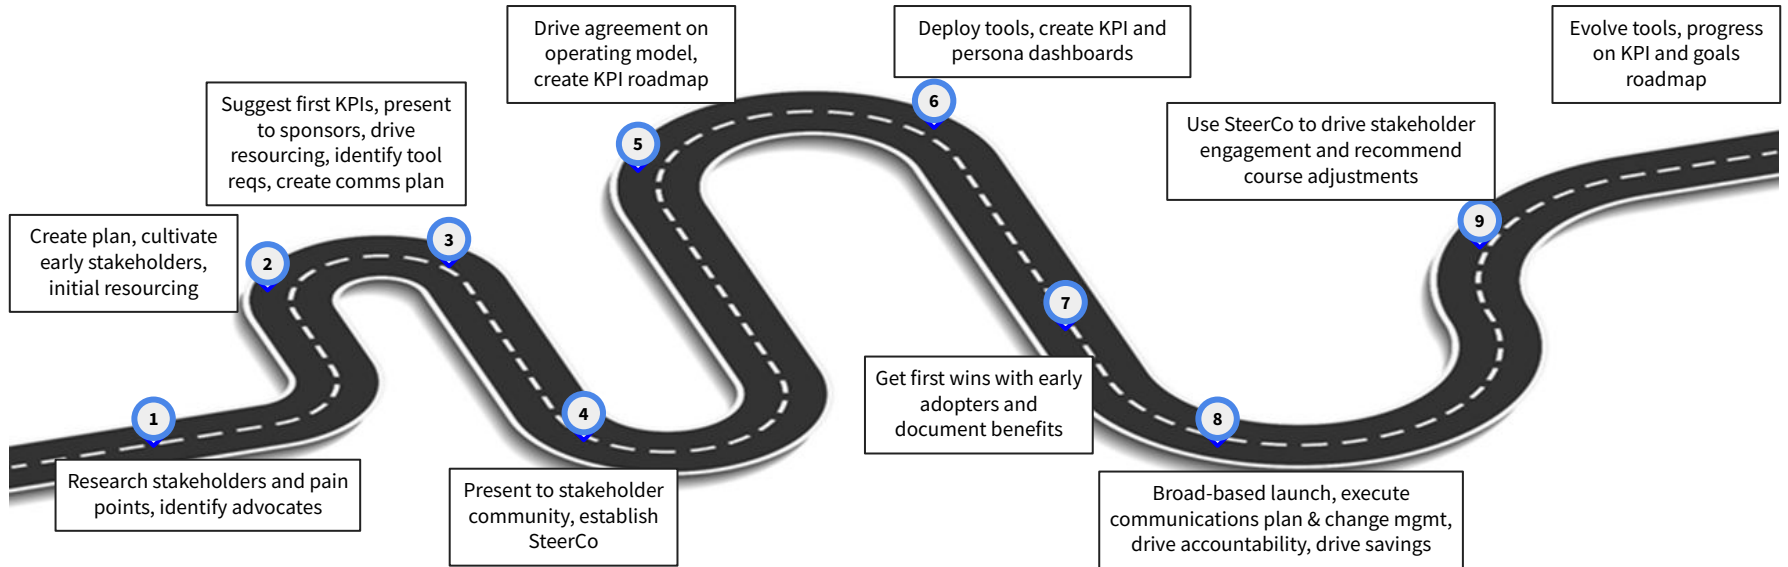 1
Research stakeholders and pain
points, identify advocates
2
Create plan, cultivate
early stakeholders,
initial resourcing
3
Suggest first KPIs, present
to sponsors, drive
resourcing, identify tool
reqs, create comms plan
4
Present to stakeholder
community, establish
SteerCo
5
Drive agreement on
operating model,
create KPI roadmap
6
Deploy tools, create KPI and
persona dashboards
7
Get first wins with early
adopters and
document benefits
8
Broad-based launch, execute
communications plan & change mgmt,
drive accountability, drive savings
9
Use SteerCo to drive stakeholder
engagement and recommend
course adjustments
Evolve tools, progress
on KPI and goals
roadmap